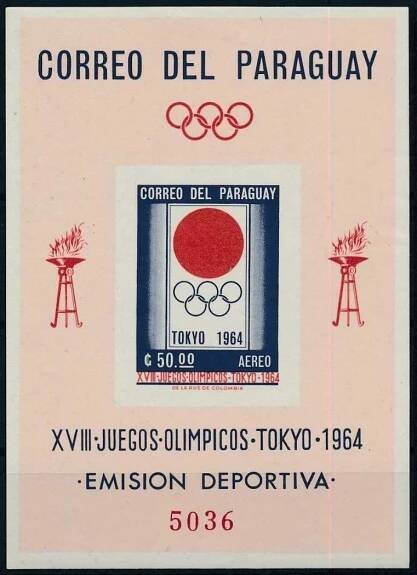 CORREO DEL PARAGUAY
CORREO DEL PARAGUAY
TOKYO 1964
₲ 50.00 AEREO
XVIII·JUEGOS·OLIMPICOS·TOKYO·1964
DE LA RUE DE COLOMBIA
XVIII·JUEGOS·OLIMPICOS·TOKYO·1964
·EMISION DEPORTIVA·
5036